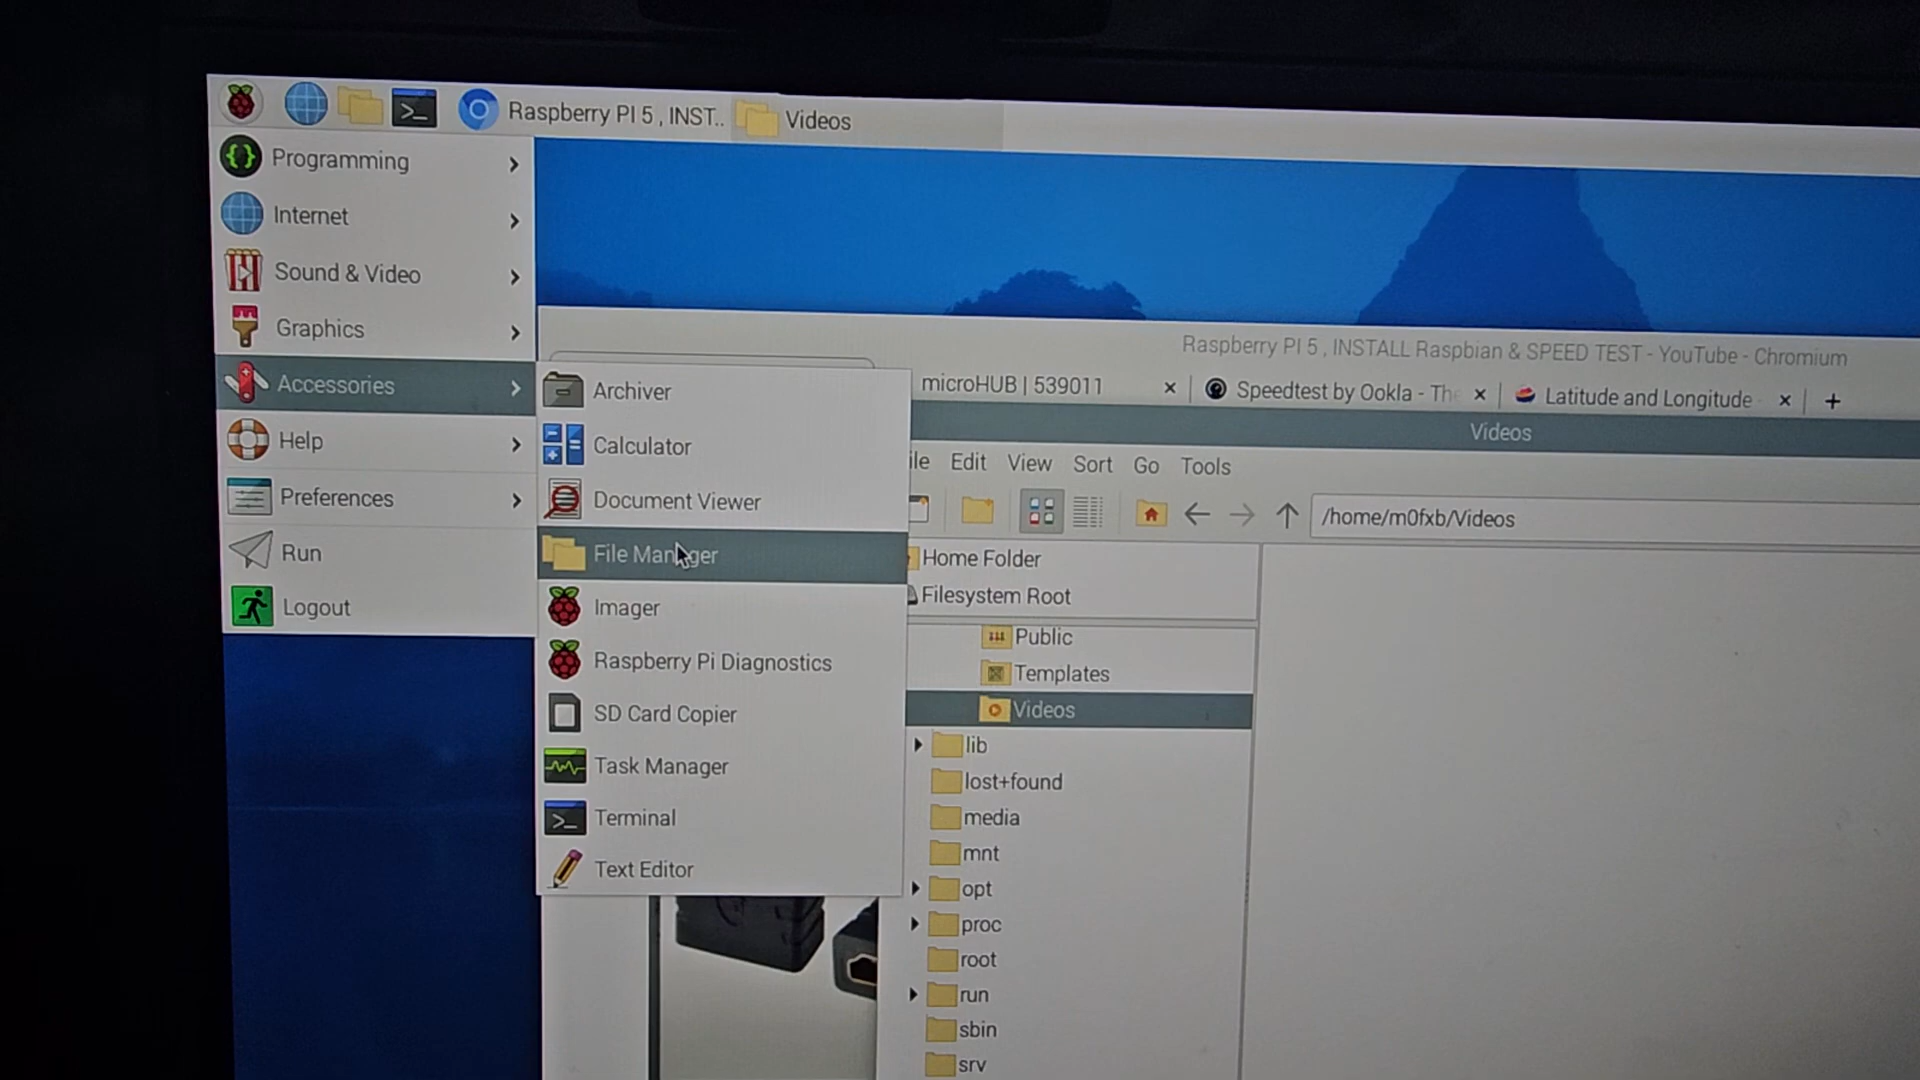 Raspberry PI 5 , INST..
Videos
Programming
Internet
Sound & Video
Graphics
Accessories
Help
Preferences
Run
Logout
Archiver
Calculator
Document Viewer
File Manager
Imager
Raspberry Pi Diagnostics
SD Card Copier
Task Manager
Terminal
Text Editor
Raspberry PI 5 , INSTALL Raspbian & SPEED TEST - YouTube - Chromium
microHUB | 539011
Speedtest by Ookla - The
Latitude and Longitude
Videos
ile Edit View Sort Go Tools
/home/m0fxb/Videos
Home Folder
Filesystem Root
Public
Templates
Videos
lib
lost+found
media
mnt
opt
proc
root
run
sbin
srv